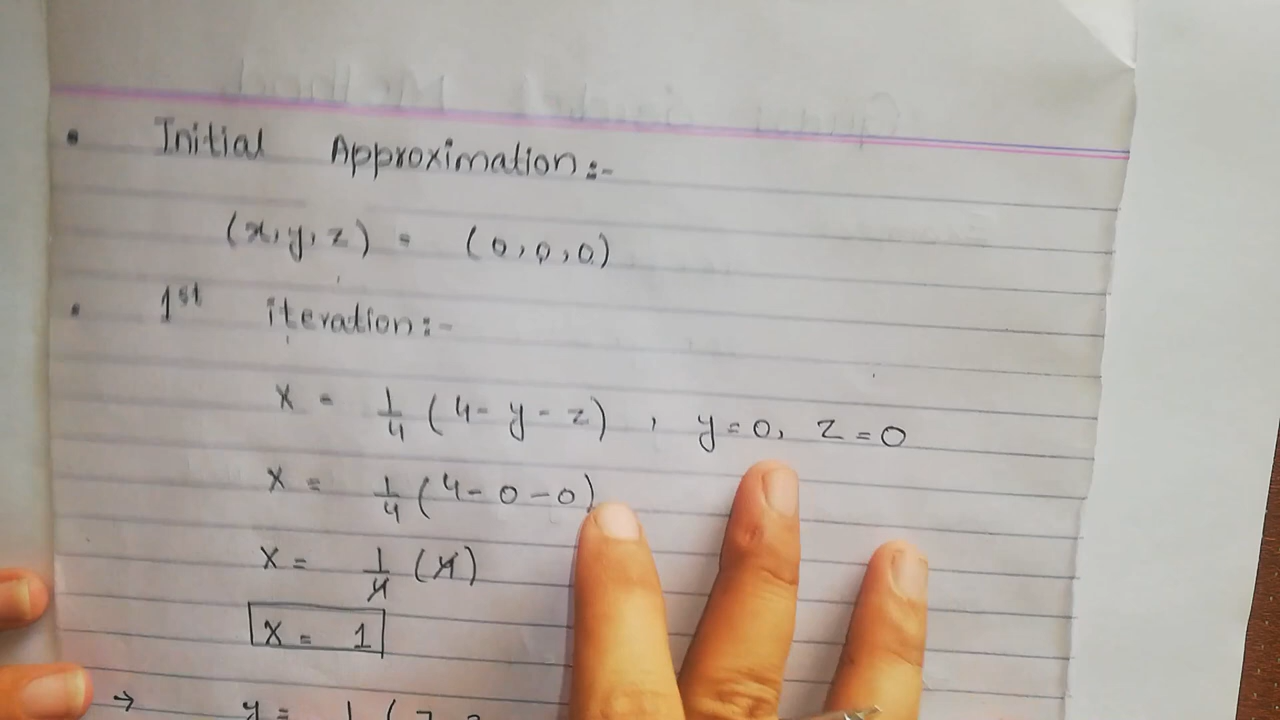 • Initial Approximation:-
(x, y, z) = (0, 0, 0)
• 1st iteration:-
x = 1/4 (4 - y - z) , y=0, z=0
x = 1/4 (4 - 0 - 0)
x = 1/4 (4)
x = 1
→ y =